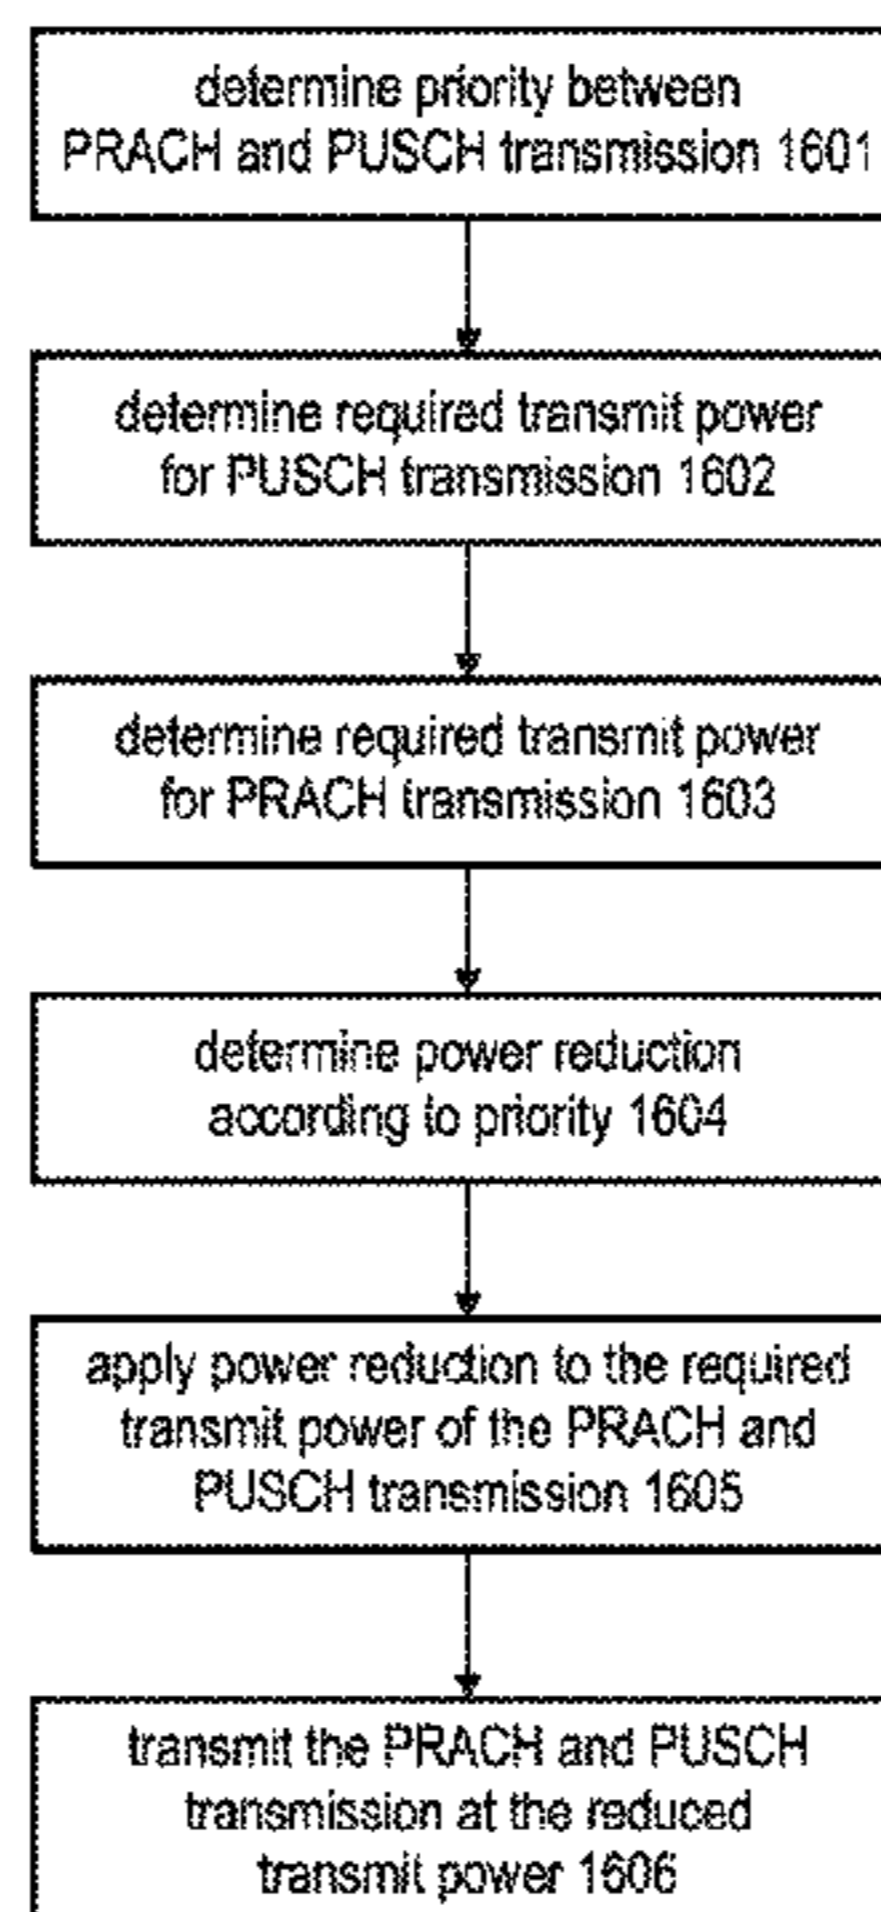 determine priority between
PRACH and PUSCH transmission 1601
determine required transmit power
for PUSCH transmission 1602
determine required transmit power
for PRACH transmission 1603
determine power reduction
according to priority 1604
apply power reduction to the required
transmit power of the PRACH and
PUSCH transmission 1605
transmit the PRACH and PUSCH
transmission at the reduced
transmit power 1606